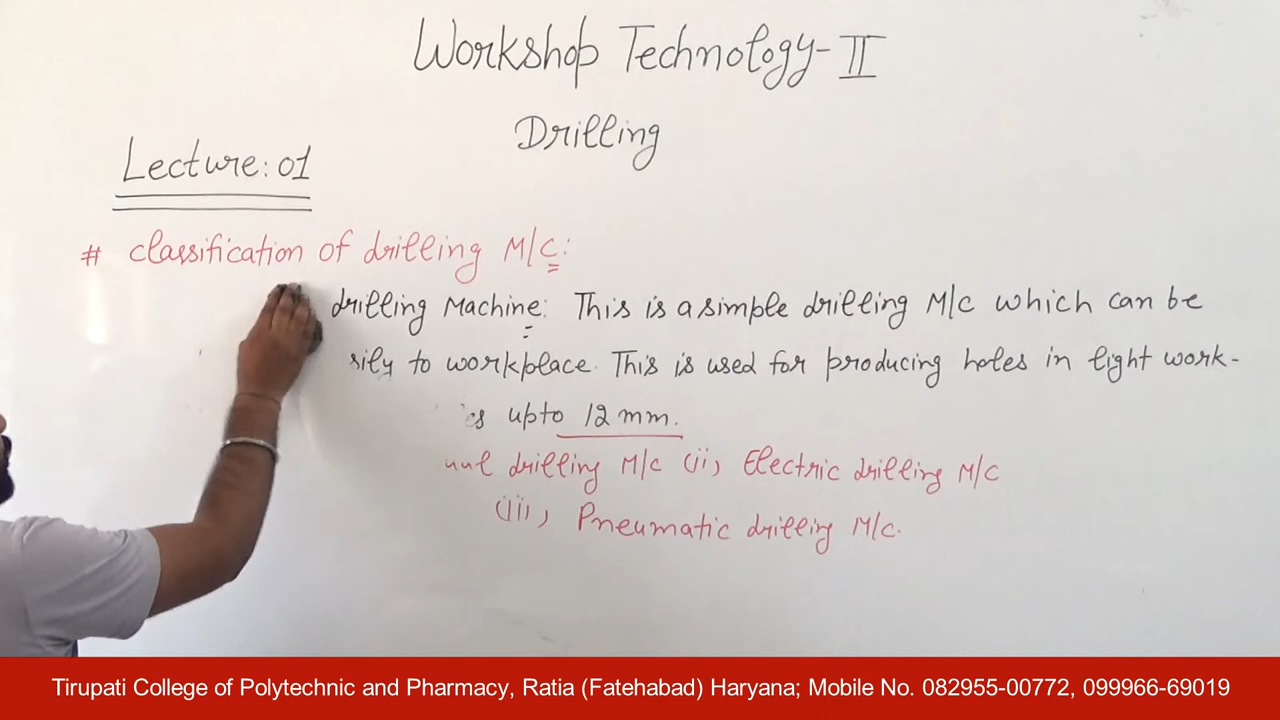 Workshop Technology-II
Drilling
Lecture: 01
# classification of drilling M/C:
drilling Machine: This is a simple drilling M/c which can be
to workplace. This is used for producing holes in light work-
upto 12 mm.
drilling M/c (ii), Electric drilling M/c
(iii), Pneumatic drilling M/c.
Tirupati College of Polytechnic and Pharmacy, Ratia (Fatehabad) Haryana; Mobile No. 082955-00772, 099966-69019